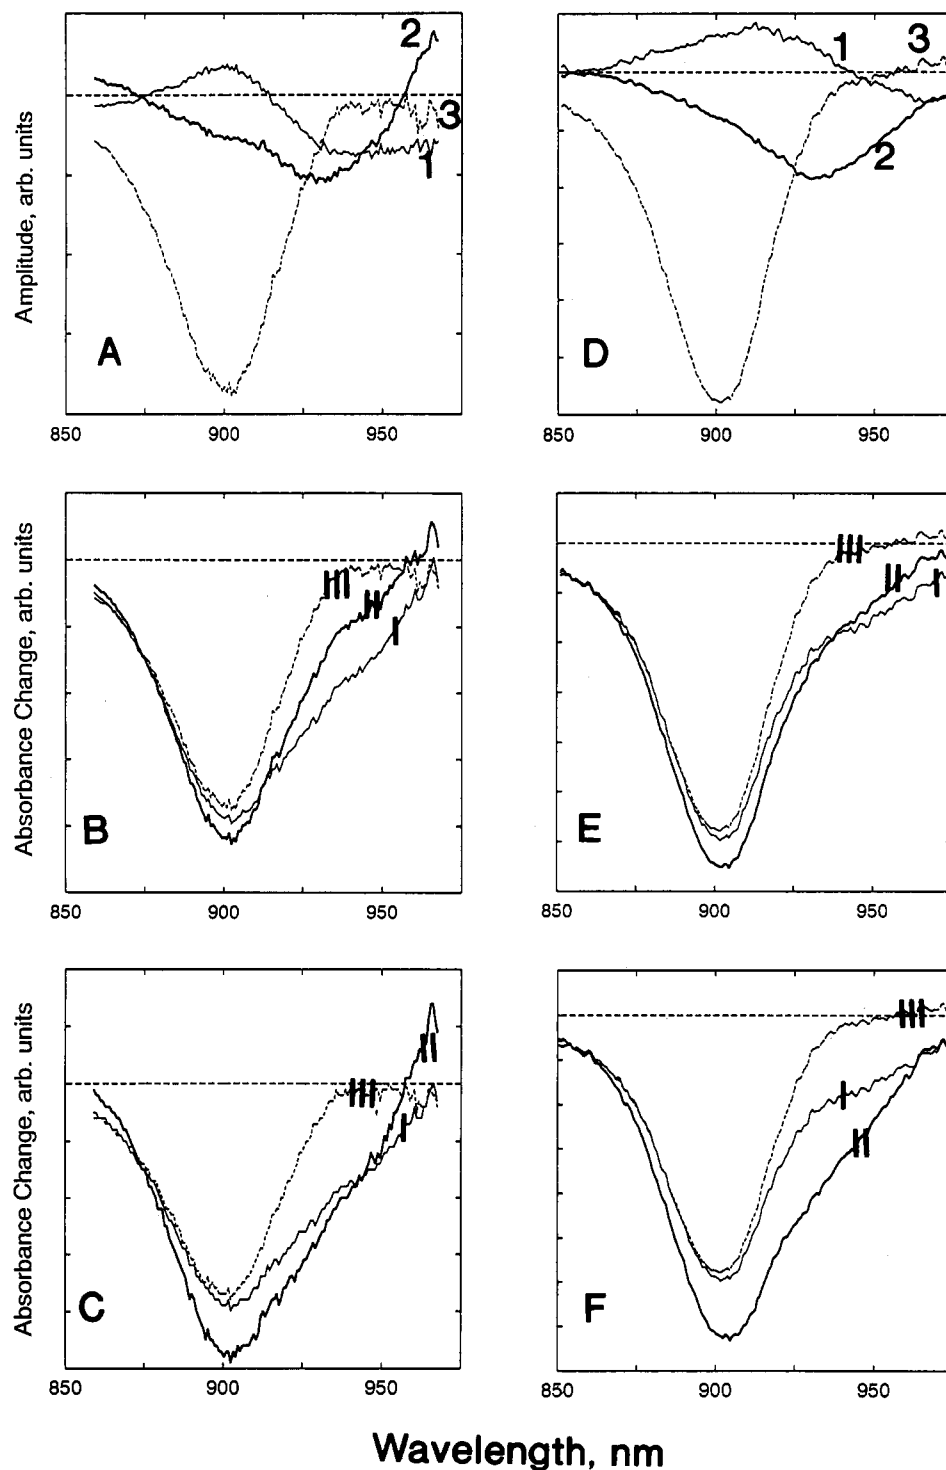 Amplitude, arb. units
2
3
1
A
850 900 950
1
3
2
D
850 900 950
Absorbance Change, arb. units
III
II
I
B
850 900 950
III
II
I
E
850 900 950
Absorbance Change, arb. units
II
III
I
C
850 900 950
III
I
II
F
850 900 950
Wavelength, nm